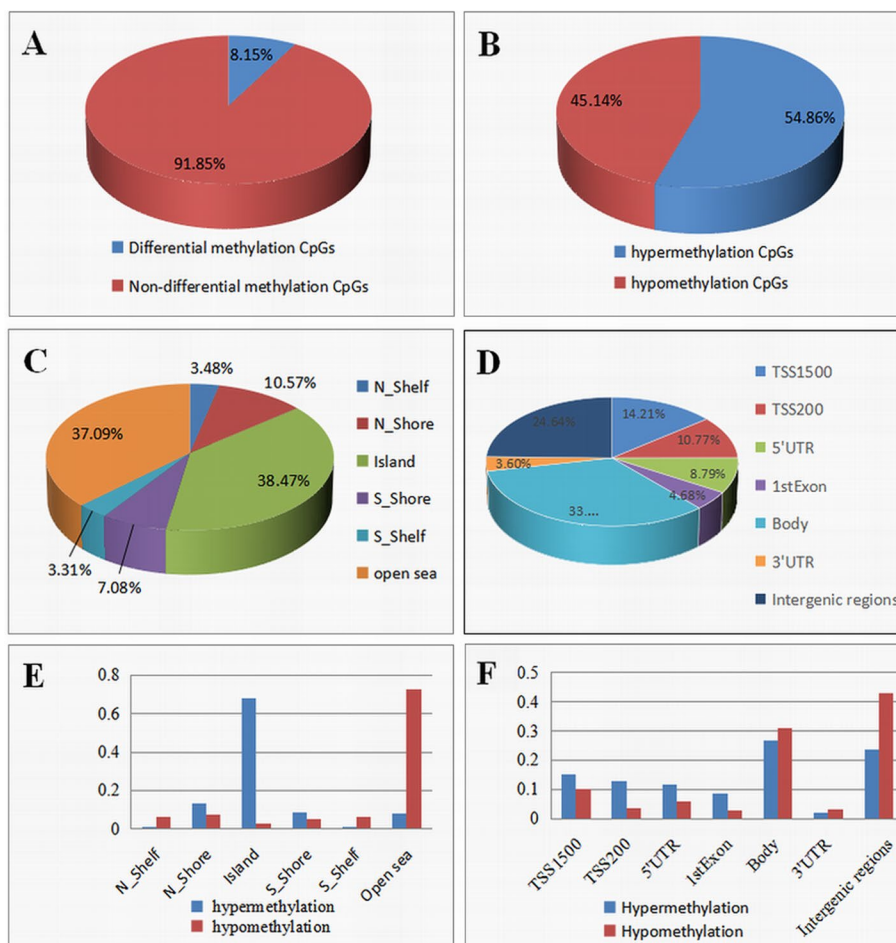 A
8.15%
91.85%
Differential methylation CpGs
Non-differential methylation CpGs
B
45.14%
54.86%
hypermethylation CpGs
hypomethylation CpGs
C
3.48%
10.57%
37.09%
38.47%
3.31%
7.08%
N_Shelf
N_Shore
Island
S_Shore
S_Shelf
open sea
D
24.64%
14.21%
10.77%
3.60%
8.79%
4.68%
33....
TSS1500
TSS200
5'UTR
1stExon
Body
3'UTR
Intergenic regions
E
0.8
0.6
0.4
0.2
0
N_Shelf
N_Shore
Island
S_Shore
S_Shelf
Open sea
hypermethylation
hypomethylation
F
0.5
0.4
0.3
0.2
0.1
0
TSS1500
TSS200
5'UTR
1stExon
Body
3'UTR
Intergenic regions
Hypermethylation
Hypomethylation